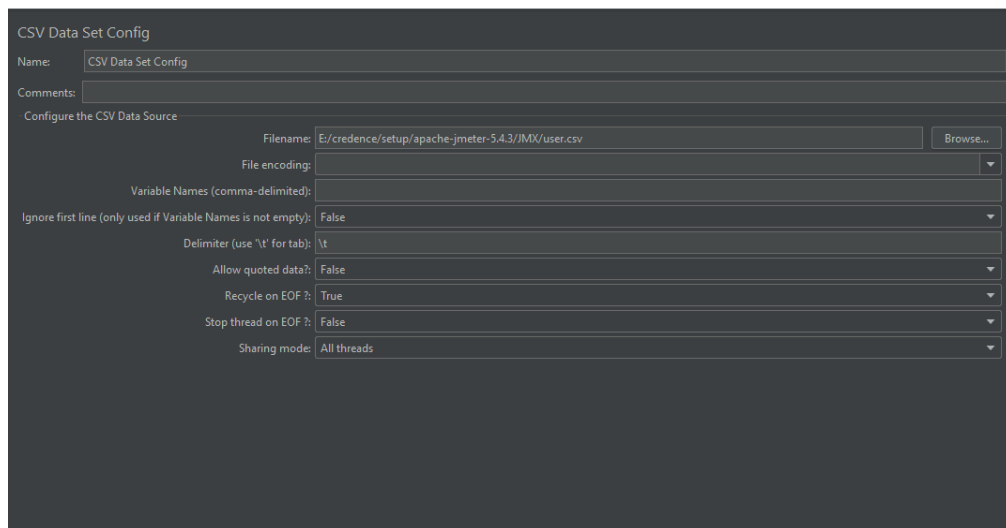 CSV Data Set Config
Name: CSV Data Set Config
Comments:
Configure the CSV Data Source
Filename: E:/credence/setup/apache-jmeter-5.4.3/JMX/user.csv Browse...
File encoding:
Variable Names (comma-delimited):
Ignore first line (only used if Variable Names is not empty): False
Delimiter (use '\t' for tab): \t
Allow quoted data?: False
Recycle on EOF ?: True
Stop thread on EOF ?: False
Sharing mode: All threads